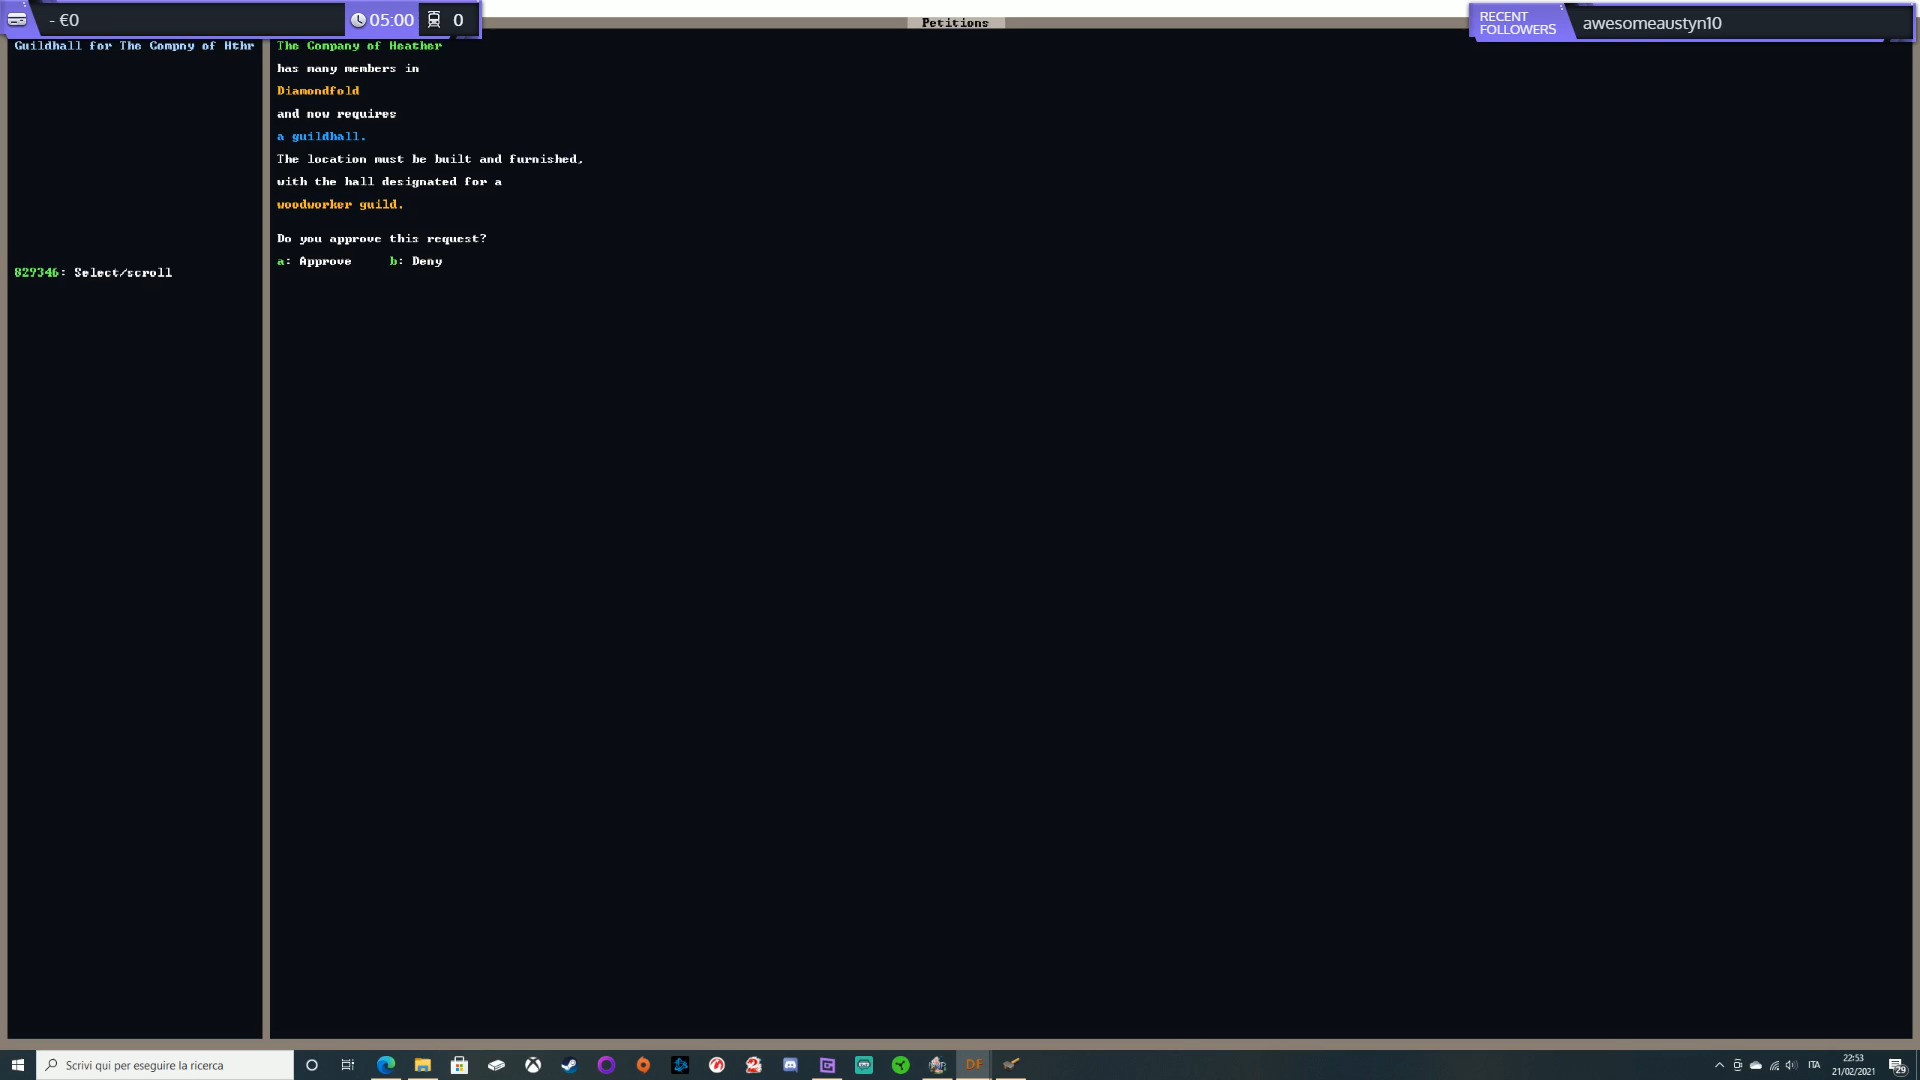 - €0
05:00
0
Petitions
RECENT FOLLOWERS
awesomeaustyn10
Guildhall for The Compny of Hthr
829346: Select/scroll
The Company of Heather
has many members in
Diamondfold
and now requires
a guildhall.
The location must be built and furnished,
with the hall designated for a
woodworker guild.
Do you approve this request?
a: Approve b: Deny
Scrivi qui per eseguire la ricerca
DF
ITA
22:53
21/02/2021
29